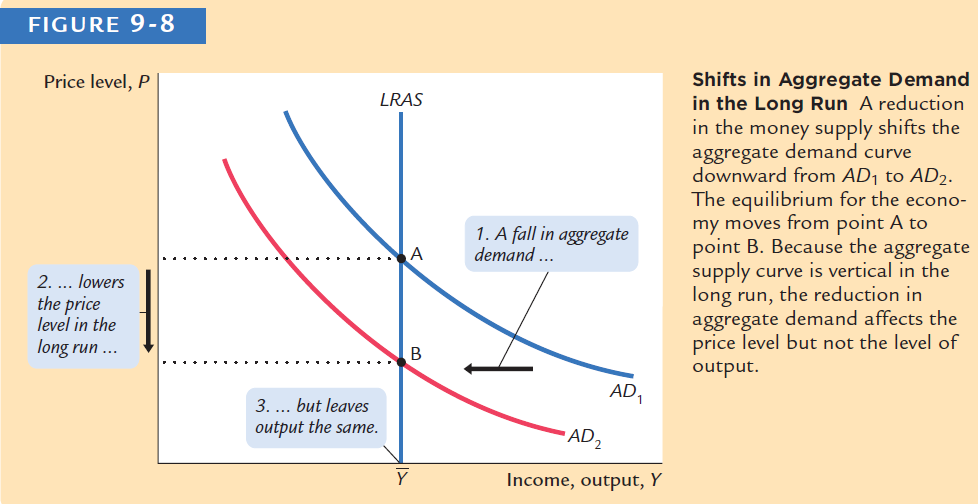 FIGURE 9-8
Price level, P
LRAS
A
1. A fall in aggregate
demand ...
2. ... lowers
the price
level in the
long run ...
B
AD₁
3. ... but leaves
output the same.
AD₂
Y̅
Income, output, Y
Shifts in Aggregate Demand
in the Long Run A reduction
in the money supply shifts the
aggregate demand curve
downward from AD₁ to AD₂.
The equilibrium for the econo-
my moves from point A to
point B. Because the aggregate
supply curve is vertical in the
long run, the reduction in
aggregate demand affects the
price level but not the level of
output.